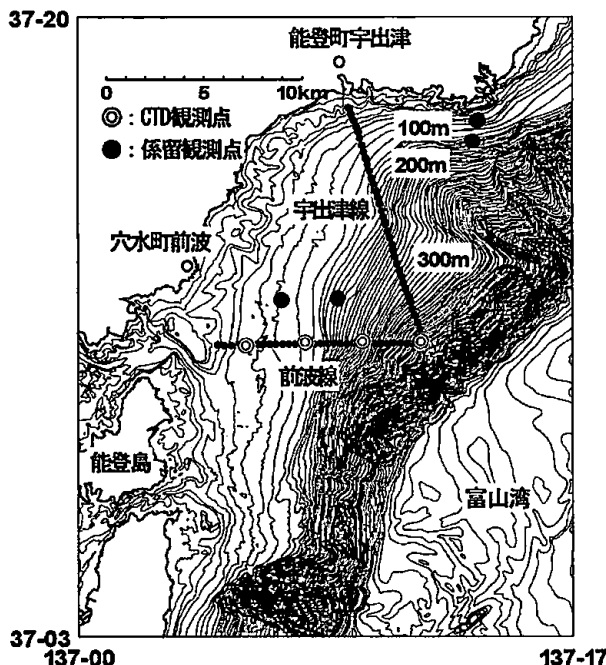 37-20
能登町宇出津
0 5 10km
◎：CTD観測点
●：係留観測点
100m
200m
宇出津線
穴水町前波
300m
前波線
能登島
富山湾
37-03
137-00 137-17